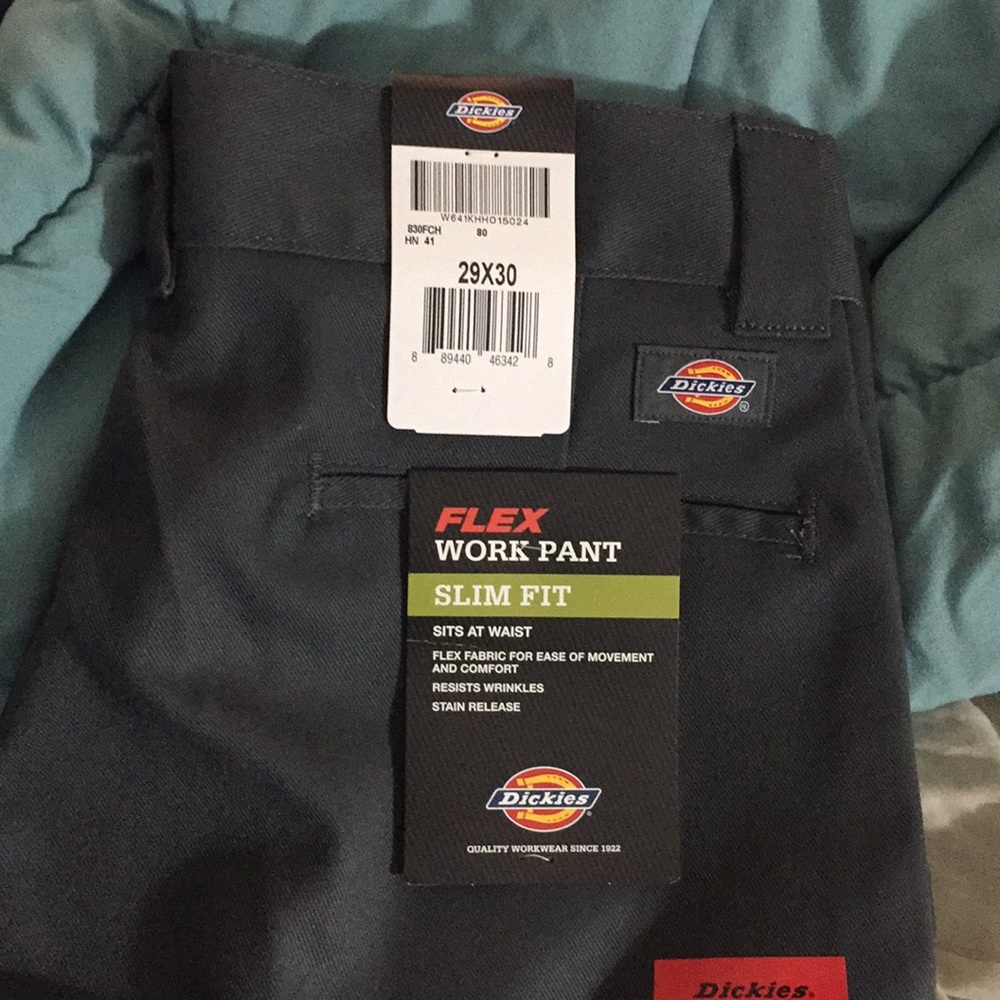 Dickies
W641KHHO15024
830FCH 80
HN 41
29X30
8 89440 46342 8
Dickies
®
FLEX
WORK PANT
SLIM FIT
SITS AT WAIST
FLEX FABRIC FOR EASE OF MOVEMENT
AND COMFORT
RESISTS WRINKLES
STAIN RELEASE
Dickies®
QUALITY WORKWEAR SINCE 1922
Dickies.